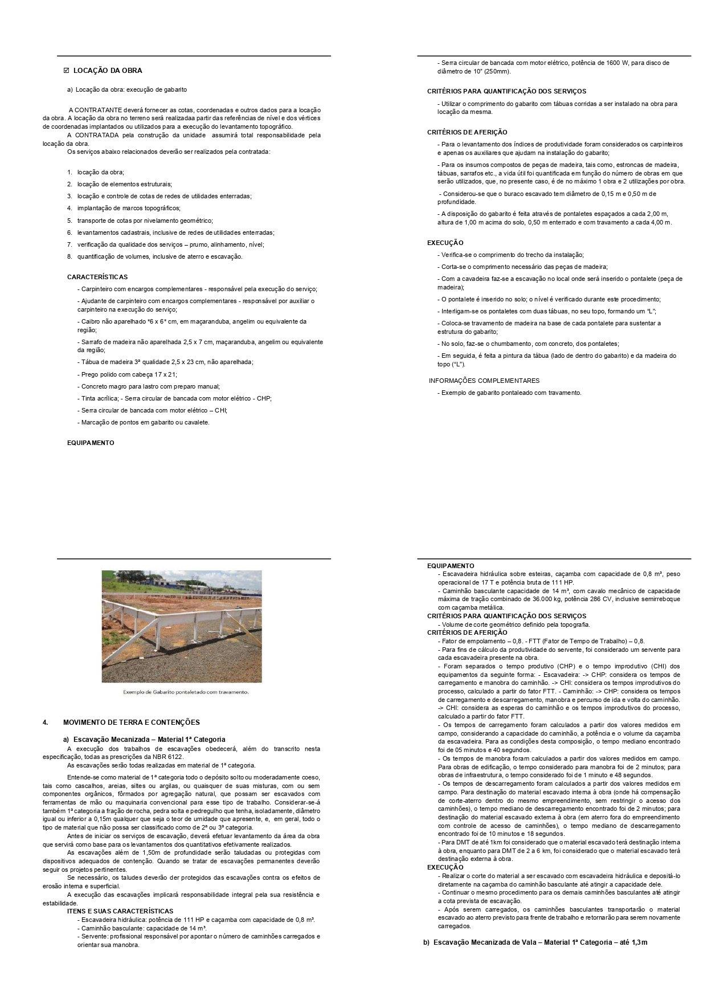 ☑ LOCAÇÃO DA OBRA
a) Locação da obra: execução de gabarito
A CONTRATANTE deverá fornecer as cotas, coordenadas e outros dados para a locação
da obra. A locação da obra no terreno será realizadaa partir das referências de nível e dos vértices
de coordenadas implantados ou utilizados para a execução do levantamento topográfico.
A CONTRATADA pela construção da unidade assumirá total responsabilidade pela
locação da obra.
Os serviços abaixo relacionados deverão ser realizados pela contratada:
1. locação da obra;
2. locação de elementos estruturais;
3. locação e controle de cotas de redes de utilidades enterradas;
4. implantação de marcos topográficos;
5. transporte de cotas por nivelamento geométrico;
6. levantamentos cadastrais, inclusive de redes de utilidades enterradas;
7. verificação da qualidade dos serviços – prumo, alinhamento, nível;
8. quantificação de volumes, inclusive de aterro e escavação.
CARACTERÍSTICAS
- Carpinteiro com encargos complementares - responsável pela execução do serviço;
- Ajudante de carpinteiro com encargos complementares - responsável por auxiliar o
carpinteiro na execução do serviço;
- Caibro não aparelhado *6 x 6* cm, em maçaranduba, angelim ou equivalente da
região;
- Sarrafo de madeira não aparelhada 2,5 x 7 cm, maçaranduba, angelim ou equivalente
da região;
- Tábua de madeira 3ª qualidade 2,5 x 23 cm, não aparelhada;
- Prego polido com cabeça 17 x 21;
- Concreto magro para lastro com preparo manual;
- Tinta acrílica; - Serra circular de bancada com motor elétrico - CHP;
- Serra circular de bancada com motor elétrico – CHI;
- Marcação de pontos em gabarito ou cavalete.
EQUIPAMENTO
- Serra circular de bancada com motor elétrico, potência de 1600 W, para disco de
diâmetro de 10” (250mm).
CRITÉRIOS PARA QUANTIFICAÇÃO DOS SERVIÇOS
- Utilizar o comprimento do gabarito com tábuas corridas a ser instalado na obra para
locação da mesma.
CRITÉRIOS DE AFERIÇÃO
- Para o levantamento dos índices de produtividade foram considerados os carpinteiros
e apenas os auxiliares que ajudam na instalação do gabarito;
- Para os insumos compostos de peças de madeira, tais como, estroncas de madeira,
tábuas, sarrafos etc., a vida útil foi quantificada em função do número de obras em que
serão utilizados, que, no presente caso, é de no máximo 1 obra e 2 utilizações por obra.
- Considerou-se que o buraco escavado tem diâmetro de 0,15 m e 0,50 m de
profundidade.
- A disposição do gabarito é feita através de pontaletes espaçados a cada 2,00 m,
altura de 1,00 m acima do solo, 0,50 m enterrado e com travamento a cada 4,00 m.
EXECUÇÃO
- Verifica-se o comprimento do trecho da instalação;
- Corta-se o comprimento necessário das peças de madeira;
- Com a cavadeira faz-se a escavação no local onde será inserido o pontalete (peça de
madeira);
- O pontalete é inserido no solo; o nível é verificado durante este procedimento;
- Interligam-se os pontaletes com duas tábuas, no seu topo, formando um “L”;
- Coloca-se travamento de madeira na base de cada pontalete para sustentar a
estrutura do gabarito;
- No solo, faz-se o chumbamento, com concreto, dos pontaletes;
- Em seguida, é feita a pintura da tábua (lado de dentro do gabarito) e da madeira do
topo (“L”).
INFORMAÇÕES COMPLEMENTARES
- Exemplo de gabarito pontaleado com travamento.
Exemplo de Gabarito pontaletado com travamento.
4. MOVIMENTO DE TERRA E CONTENÇÕES
a) Escavação Mecanizada – Material 1ª Categoria
A execução dos trabalhos de escavações obedecerá, além do transcrito nesta
especificação, todas as prescrições da NBR 6122.
As escavações serão todas realizadas em material de 1ª categoria.
Entende-se como material de 1ª categoria todo o depósito solto ou moderadamente coeso,
tais como cascalhos, areias, siltes ou argilas, ou quaisquer de suas misturas, com ou sem
componentes orgânicos, fôrmados por agregação natural, que possam ser escavados com
ferramentas de mão ou maquinaria convencional para esse tipo de trabalho. Considerar-se-á
também 1ª categoria a fração de rocha, pedra solta e pedregulho que tenha, isoladamente, diâmetro
igual ou inferior a 0,15m qualquer que seja o teor de umidade que apresente, e, em geral, todo o
tipo de material que não possa ser classificado como de 2ª ou 3ª categoria.
Antes de iniciar os serviços de escavação, deverá efetuar levantamento da área da obra
que servirá como base para os levantamentos dos quantitativos efetivamente realizados.
As escavações além de 1,50m de profundidade serão taludadas ou protegidas com
dispositivos adequados de contenção. Quando se tratar de escavações permanentes deverão
seguir os projetos pertinentes.
Se necessário, os taludes deverão der protegidos das escavações contra os efeitos de
erosão interna e superficial.
A execução das escavações implicará responsabilidade integral pela sua resistência e
estabilidade.
ITENS E SUAS CARACTERÍSTICAS
- Escavadeira hidráulica: potência de 111 HP e caçamba com capacidade de 0,8 m³.
- Caminhão basculante: capacidade de 14 m³.
- Servente: profissional responsável por apontar o número de caminhões carregados e
orientar sua manobra.
EQUIPAMENTO
- Escavadeira hidráulica sobre esteiras, caçamba com capacidade de 0,8 m³, peso
operacional de 17 T e potência bruta de 111 HP.
- Caminhão basculante capacidade de 14 m³, com cavalo mecânico de capacidade
máxima de tração combinado de 36.000 kg, potência 286 CV, inclusive semirreboque
com caçamba metálica.
CRITÉRIOS PARA QUANTIFICAÇÃO DOS SERVIÇOS
- Volume de corte geométrico definido pela topografia.
CRITÉRIOS DE AFERIÇÃO
- Fator de empolamento – 0,8. - FTT (Fator de Tempo de Trabalho) – 0,8.
- Para fins de cálculo da produtividade do servente, foi considerado um servente para
cada escavadeira presente na obra.
- Foram separados o tempo produtivo (CHP) e o tempo improdutivo (CHI) dos
equipamentos da seguinte forma: - Escavadeira: -> CHP: considera os tempos de
carregamento e manobra do caminhão. -> CHI: considera os tempos improdutivos do
processo, calculado a partir do fator FTT. - Caminhão: -> CHP: considera os tempos
de carregamento e descarregamento, manobra e percurso de ida e volta do caminhão.
-> CHI: considera as esperas do caminhão e os tempos improdutivos do processo,
calculado a partir do fator FTT.
- Os tempos de carregamento foram calculados a partir dos valores medidos em
campo, considerando a capacidade do caminhão, a potência e o volume da caçamba
da escavadeira. Para as condições desta composição, o tempo mediano encontrado
foi de 05 minutos e 40 segundos.
- Os tempos de manobra foram calculados a partir dos valores medidos em campo.
Para obras de edificação, o tempo considerado para manobra foi de 2 minutos; para
obras de infraestrutura, o tempo considerado foi de 1 minuto e 48 segundos.
- Os tempos de descarregamento foram calculados a partir dos valores medidos em
campo. Para destinação do material escavado interna à obra (onde há compensação
de corte-aterro dentro do mesmo empreendimento, sem restringir o acesso dos
caminhões), o tempo mediano de descarregamento encontrado foi de 2 minutos; para
destinação do material escavado externa à obra (em aterro fora do empreendimento
com controle de acesso de caminhões), o tempo mediano de descarregamento
encontrado foi de 10 minutos e 18 segundos.
- Para DMT de até 1km foi considerado que o material escavado terá destinação interna
à obra, enquanto para DMT de 2 a 6 km, foi considerado que o material escavado terá
destinação externa à obra.
EXECUÇÃO
- Realizar o corte do material a ser escavado com escavadeira hidráulica e depositá-lo
diretamente na caçamba do caminhão basculante até atingir a capacidade dele.
- Continuar o mesmo procedimento para os demais caminhões basculantes até atingir
a cota prevista de escavação.
- Após serem carregados, os caminhões basculantes transportarão o material
escavado ao aterro previsto para frente de trabalho e retornarão para serem novamente
carregados.
b) Escavação Mecanizada de Vala – Material 1ª Categoria – até 1,3m